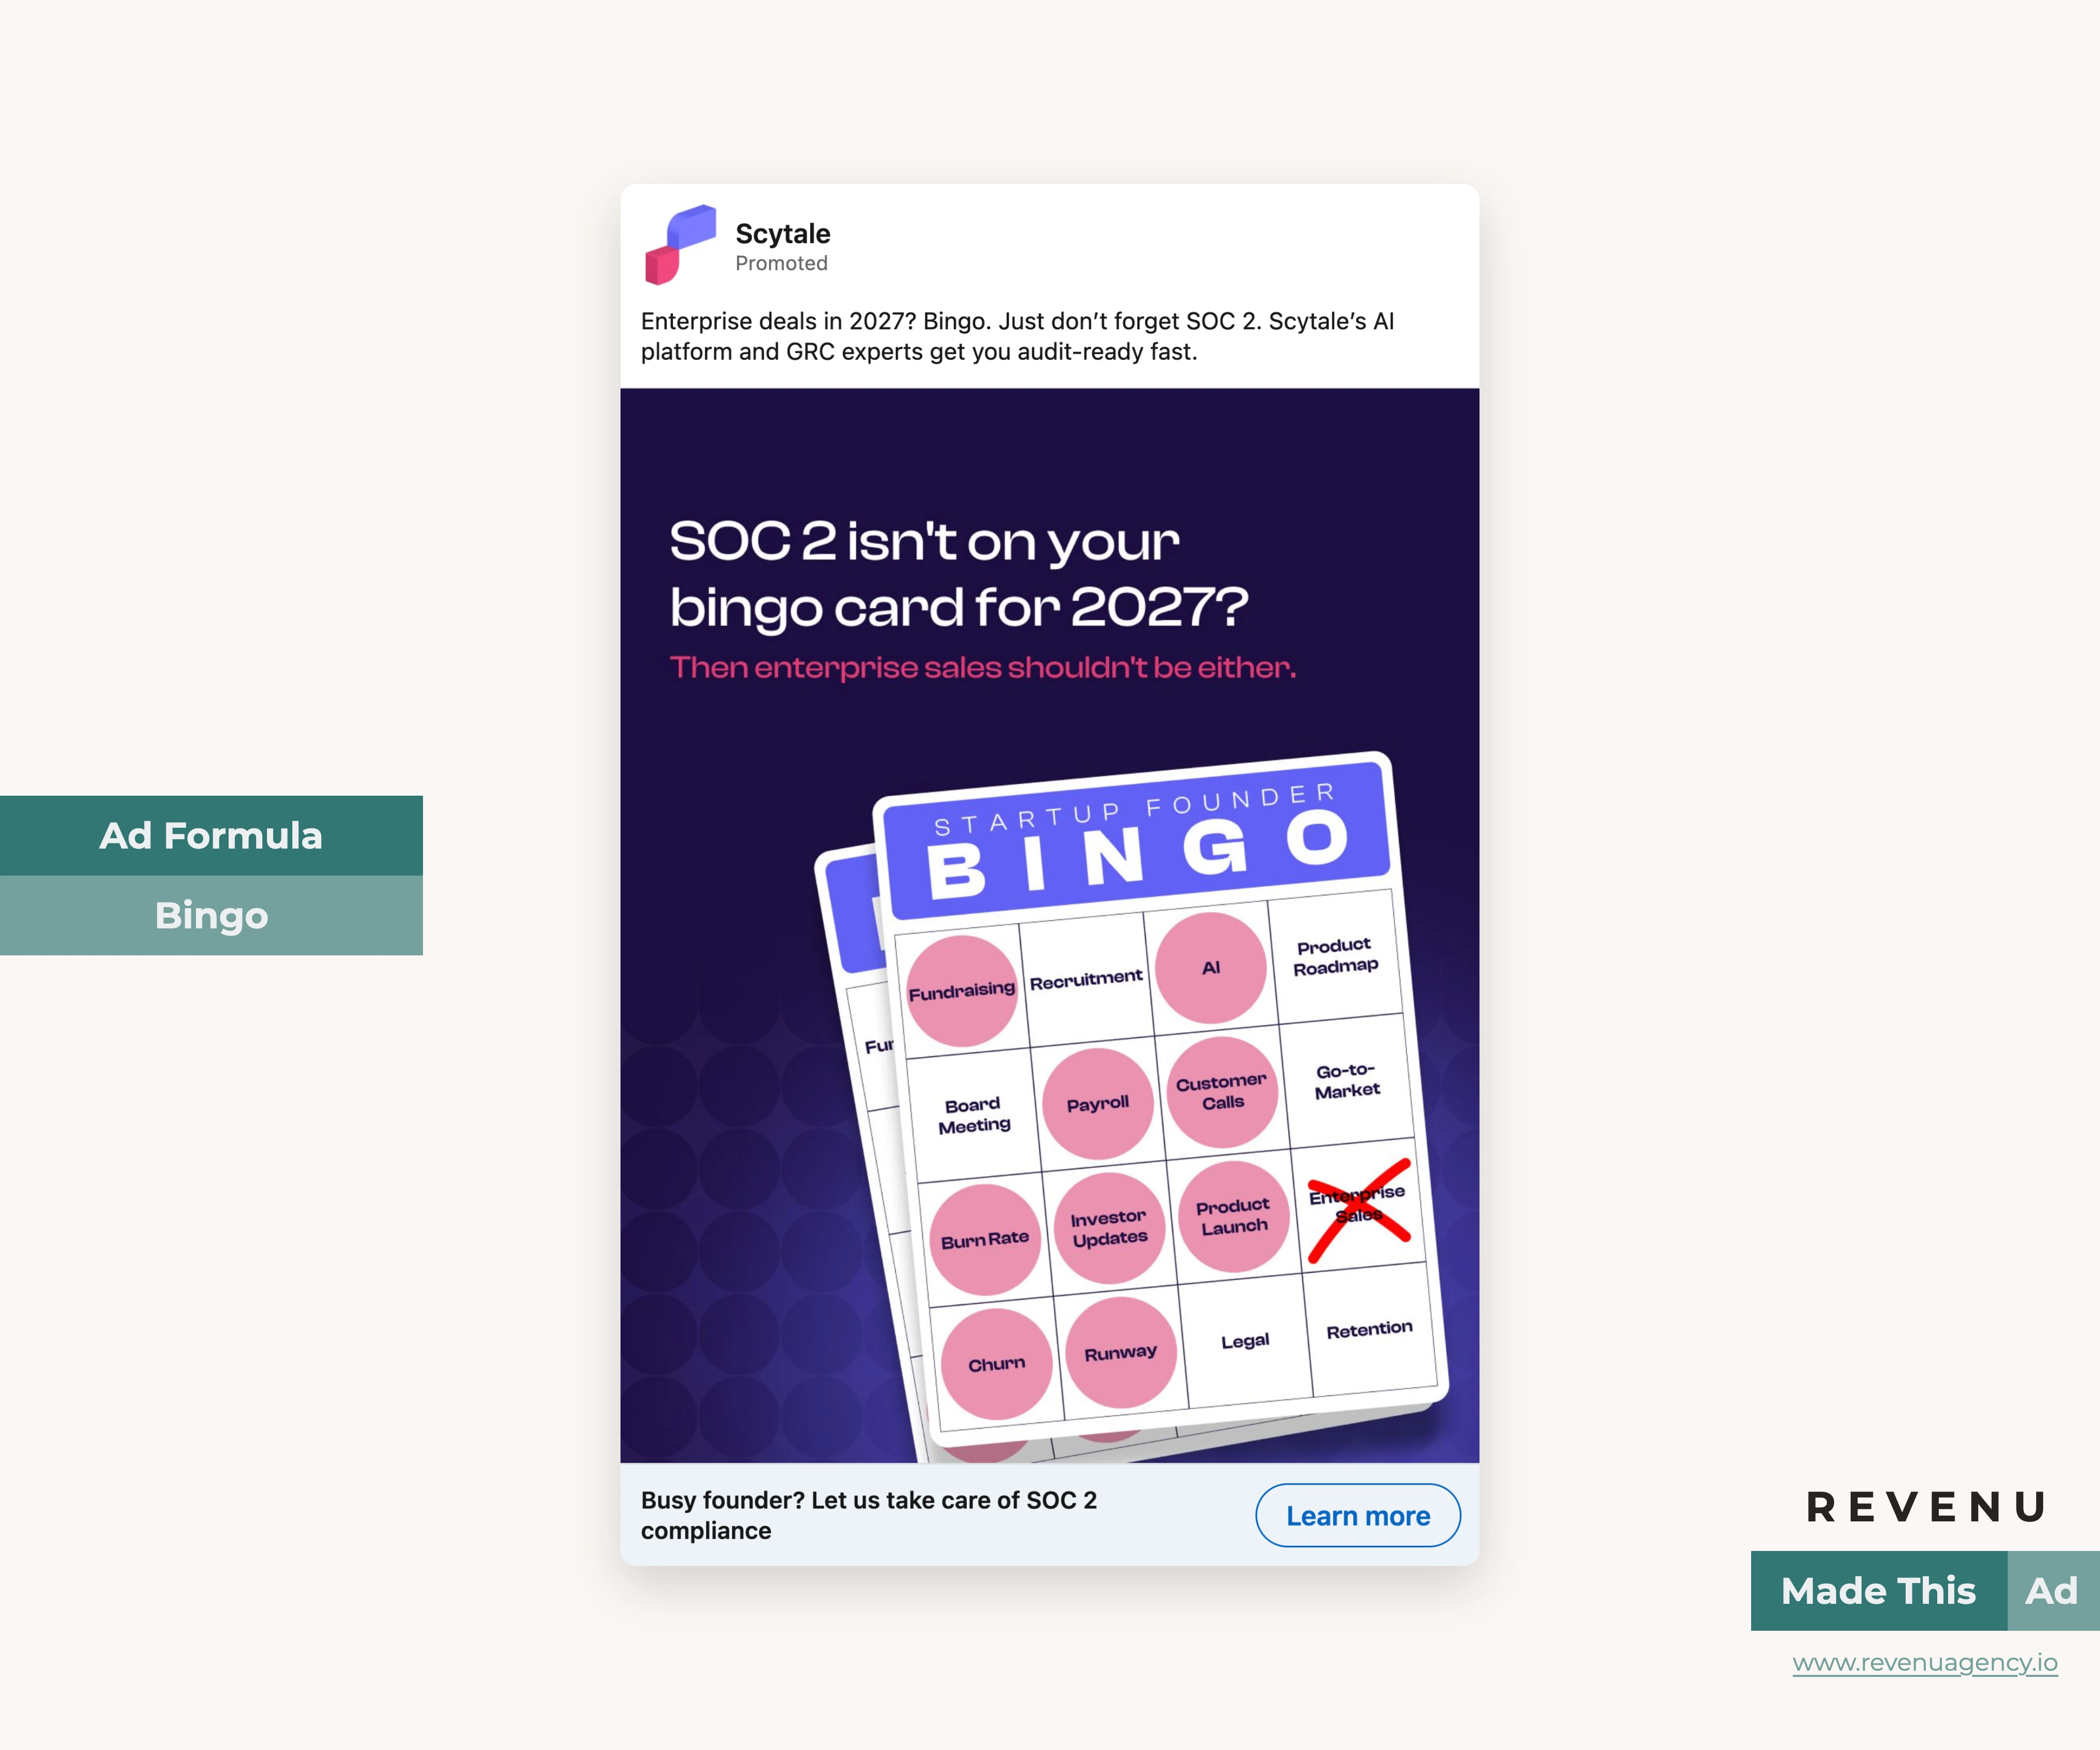 Scytale
Promoted
Enterprise deals in 2027? Bingo. Just don’t forget SOC 2. Scytale’s AI
platform and GRC experts get you audit-ready fast.
SOC 2 isn't on your
bingo card for 2027?
Then enterprise sales shouldn't be either.
STARTUP FOUNDER
BINGO
Fundraising
Recruitment
AI
Product
Roadmap
Board
Meeting
Payroll
Customer
Calls
Go-to-
Market
Burn Rate
Investor
Updates
Product
Launch
Enterprise
Sales
Churn
Runway
Legal
Retention
Busy founder? Let us take care of SOC 2
compliance
Learn more
Ad Formula
Bingo
REVENU
Made This Ad
www.revenuagency.io